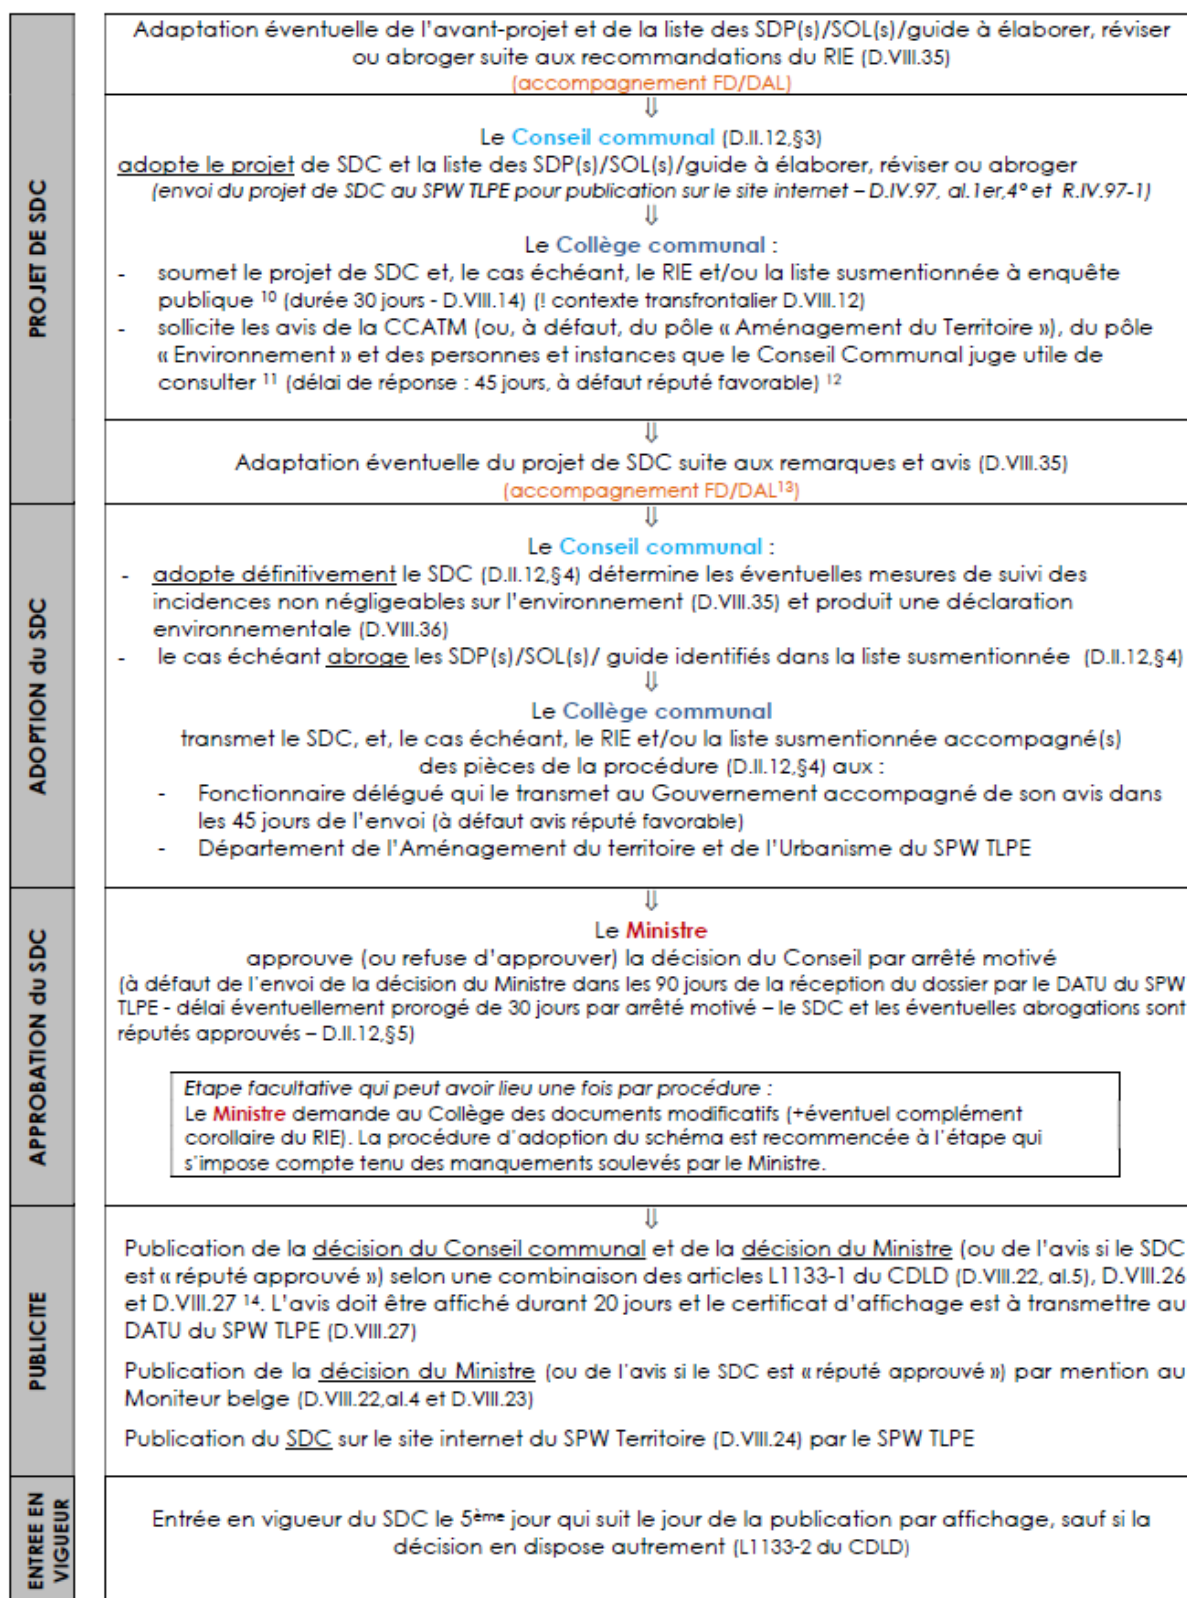 PROJET DE SDC
Adaptation éventuelle de l'avant-projet et de la liste des SDP(s)/SOL(s)/guide à élaborer, réviser
ou abroger suite aux recommandations du RIE (D.VIII.35)
(accompagnement FD/DAL)
⇓
Le Conseil communal (D.II.12,§3)
adopte le projet de SDC et la liste des SDP(s)/SOL(s)/guide à élaborer, réviser ou abroger
(envoi du projet de SDC au SPW TLPE pour publication sur le site internet – D.IV.97, al.1er,4° et R.IV.97-1)
⇓
Le Collège communal :
- soumet le projet de SDC et, le cas échéant, le RIE et/ou la liste susmentionnée à enquête
publique 10 (durée 30 jours - D.VIII.14) (! contexte transfrontalier D.VIII.12)
- sollicite les avis de la CCATM (ou, à défaut, du pôle « Aménagement du Territoire »), du pôle
« Environnement » et des personnes et instances que le Conseil Communal juge utile de
consulter 11 (délai de réponse : 45 jours, à défaut réputé favorable) 12
⇓
Adaptation éventuelle du projet de SDC suite aux remarques et avis (D.VIII.35)
(accompagnement FD/DAL13)
ADOPTION du SDC
⇓
Le Conseil communal :
- adopte définitivement le SDC (D.II.12,§4) détermine les éventuelles mesures de suivi des
incidences non négligeables sur l'environnement (D.VIII.35) et produit une déclaration
environnementale (D.VIII.36)
- le cas échéant abroge les SDP(s)/SOL(s)/ guide identifiés dans la liste susmentionnée (D.II.12,§4)
⇓
Le Collège communal
transmet le SDC, et, le cas échéant, le RIE et/ou la liste susmentionnée accompagné(s)
des pièces de la procédure (D.II.12,§4) aux :
- Fonctionnaire délégué qui le transmet au Gouvernement accompagné de son avis dans
les 45 jours de l'envoi (à défaut avis réputé favorable)
- Département de l'Aménagement du territoire et de l'Urbanisme du SPW TLPE
APPROBATION du SDC
⇓
Le Ministre
approuve (ou refuse d'approuver) la décision du Conseil par arrêté motivé
(à défaut de l'envoi de la décision du Ministre dans les 90 jours de la réception du dossier par le DATU du SPW
TLPE - délai éventuellement prorogé de 30 jours par arrêté motivé – le SDC et les éventuelles abrogations sont
réputés approuvés – D.II.12,§5)
Etape facultative qui peut avoir lieu une fois par procédure :
Le Ministre demande au Collège des documents modificatifs (+éventuel complément
corollaire du RIE). La procédure d'adoption du schéma est recommencée à l'étape qui
s'impose compte tenu des manquements soulevés par le Ministre.
PUBLICITE
⇓
Publication de la décision du Conseil communal et de la décision du Ministre (ou de l'avis si le SDC
est « réputé approuvé ») selon une combinaison des articles L1133-1 du CDLD (D.VIII.22, al.5), D.VIII.26
et D.VIII.27 14. L'avis doit être affiché durant 20 jours et le certificat d'affichage est à transmettre au
DATU du SPW TLPE (D.VIII.27)
Publication de la décision du Ministre (ou de l'avis si le SDC est « réputé approuvé ») par mention au
Moniteur belge (D.VIII.22,al.4 et D.VIII.23)
Publication du SDC sur le site internet du SPW Territoire (D.VIII.24) par le SPW TLPE
ENTREE EN
VIGUEUR
Entrée en vigueur du SDC le 5ème jour qui suit le jour de la publication par affichage, sauf si la
décision en dispose autrement (L1133-2 du CDLD)